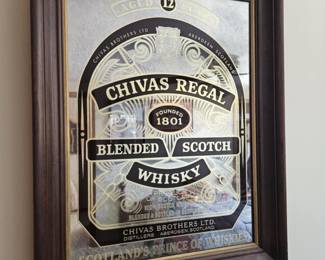 AGED 12
CHIVAS BROTHERS LTD. ABERDEEN, SCOTLAND
CHIVAS REGAL
FOUNDED
1801
BLENDED SCOTCH
WHISKY
CHIVAS BROTHERS LTD.
DISTILLERS ABERDEEN, SCOTLAND
SCOTLAND'S PRINCE OF WHISKIES